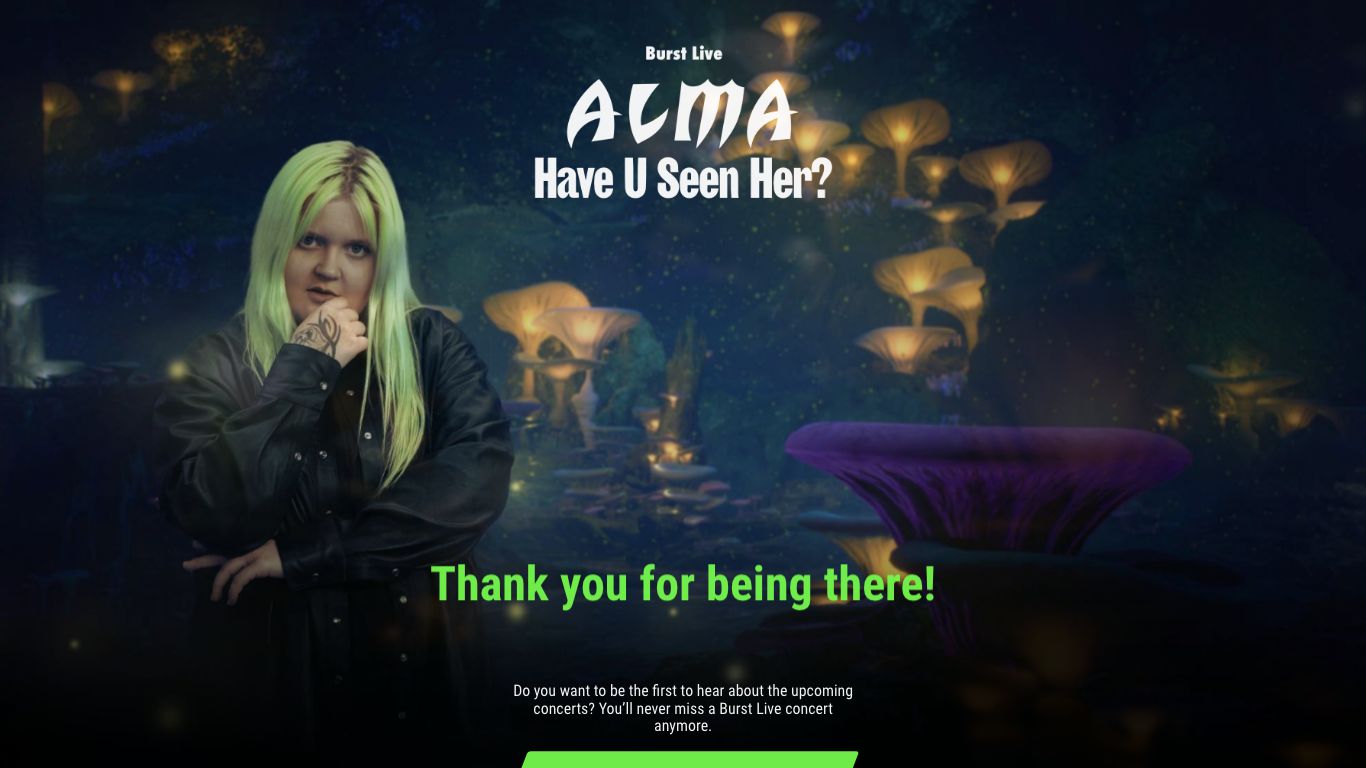 Burst Live
ALMA
Have U Seen Her?
Thank you for being there!
Do you want to be the first to hear about the upcoming
concerts? You’ll never miss a Burst Live concert
anymore.